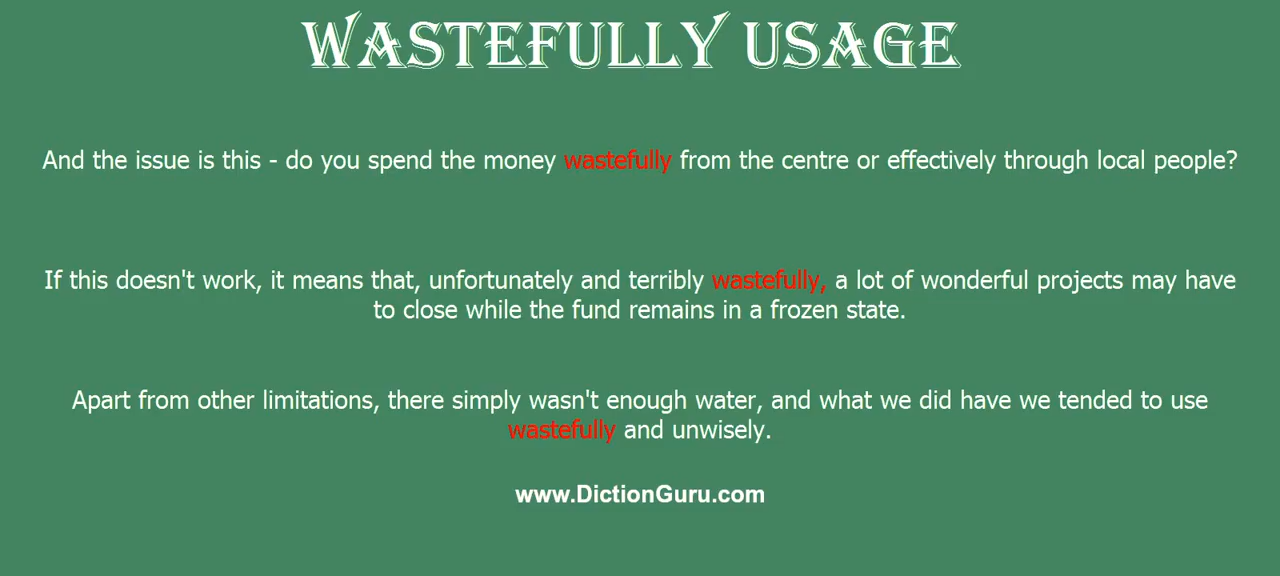 WASTEFULLY USAGE
And the issue is this - do you spend the money wastefully from the centre or effectively through local people?
If this doesn't work, it means that, unfortunately and terribly wastefully, a lot of wonderful projects may have
to close while the fund remains in a frozen state.
Apart from other limitations, there simply wasn't enough water, and what we did have we tended to use
wastefully and unwisely.
www.DictionGuru.com